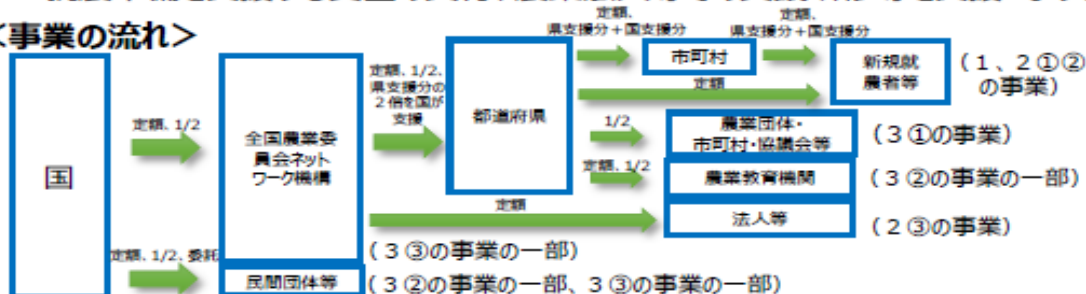 <事業の流れ>
国
定額、1/2
定額、1/2、委託
全国農業委
員会ネット
ワーク機構
民間団体等
定額、1/2、
県支援分の
2倍を国が
支援
都道府県
定額、
県支援分+国支援分
市町村
定額、
県支援分+国支援分
新規就
農者等
(1、2①②
の事業)
定額
1/2
農業団体・
市町村・協議会等
(3①の事業)
定額、1/2
農業教育機関
(3②の事業の一部)
定額
法人等
(2③の事業)
(3③の事業の一部)
(3②の事業の一部、3③の事業の一部)